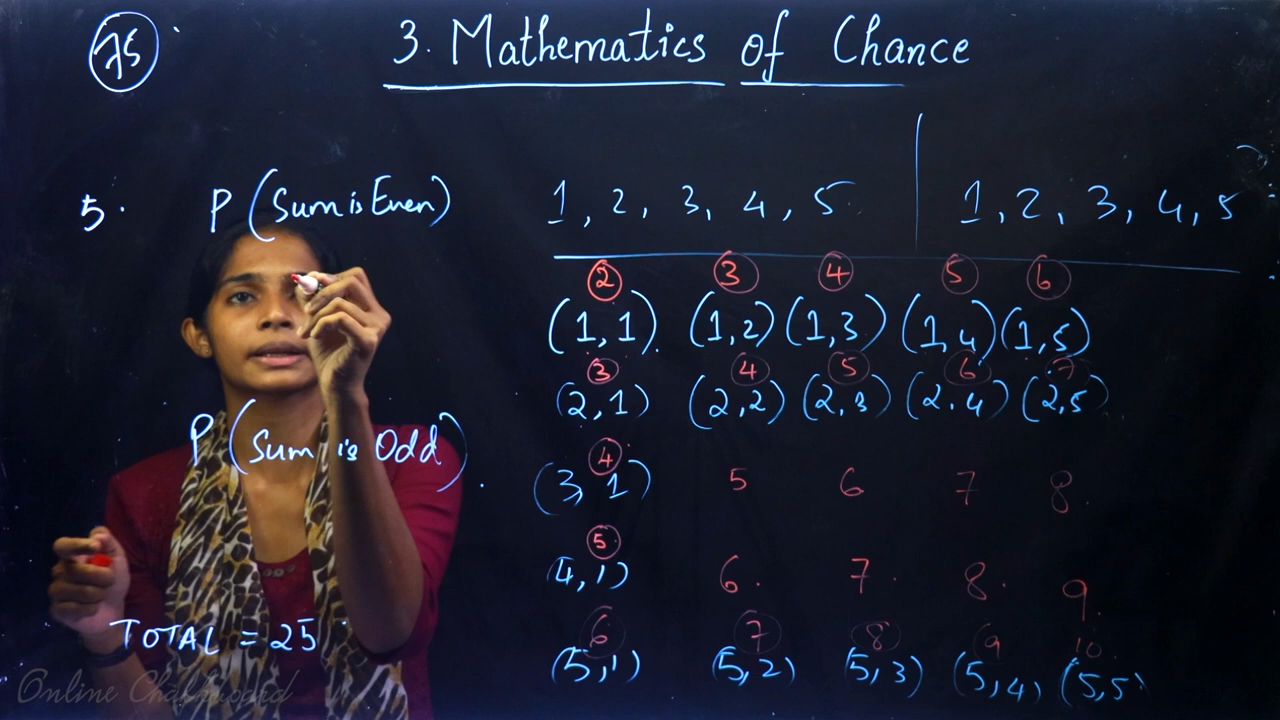 75
3. Mathematics of Chance
5. P (Sum is Even) 1, 2, 3, 4, 5 | 1, 2, 3, 4, 5
2 3 4 5 6
(1, 1) (1, 2) (1, 3) (1, 4) (1, 5)
3 4 5 6 7
(2, 1) (2, 2) (2, 3) (2, 4) (2, 5)
P (Sum is Odd).
4
(3, 1) 5 6 7 8
5
(4, 1) 6 7 8 9
TOTAL = 25
6 7 8 9 10
(5, 1) (5, 2) (5, 3) (5, 4) (5, 5)
Online Chalkboard